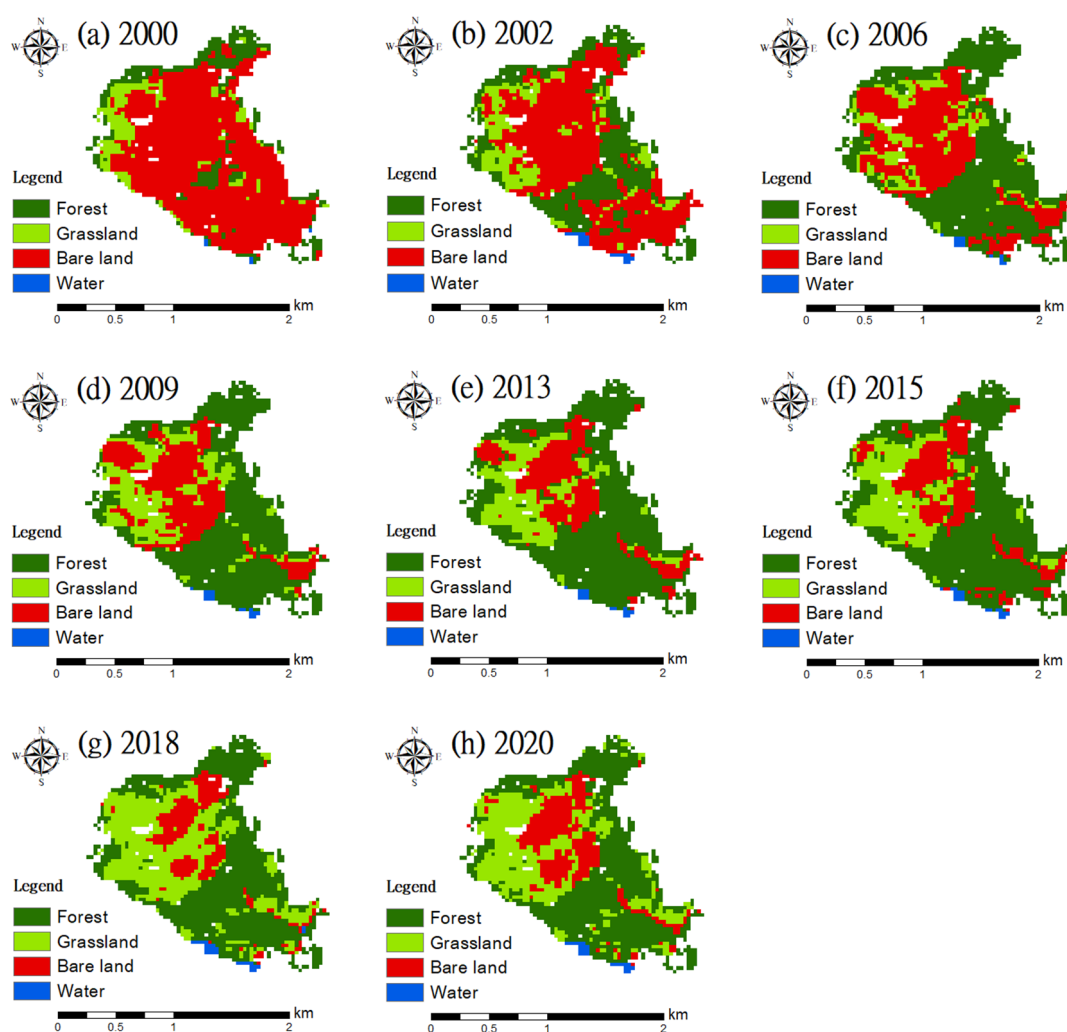 (a) 2000
N
W E
S
Legend
Forest
Grassland
Bare land
Water
km
0 0.5 1 2
(b) 2002
N
W E
S
Legend
Forest
Grassland
Bare land
Water
km
0 0.5 1 2
(c) 2006
N
W E
S
Legend
Forest
Grassland
Bare land
Water
km
0 0.5 1 2
(d) 2009
N
W E
S
Legend
Forest
Grassland
Bare land
Water
km
0 0.5 1 2
(e) 2013
N
W E
S
Legend
Forest
Grassland
Bare land
Water
km
0 0.5 1 2
(f) 2015
N
W E
S
Legend
Forest
Grassland
Bare land
Water
km
0 0.5 1 2
(g) 2018
N
W E
S
Legend
Forest
Grassland
Bare land
Water
km
0 0.5 1 2
(h) 2020
N
W E
S
Legend
Forest
Grassland
Bare land
Water
km
0 0.5 1 2